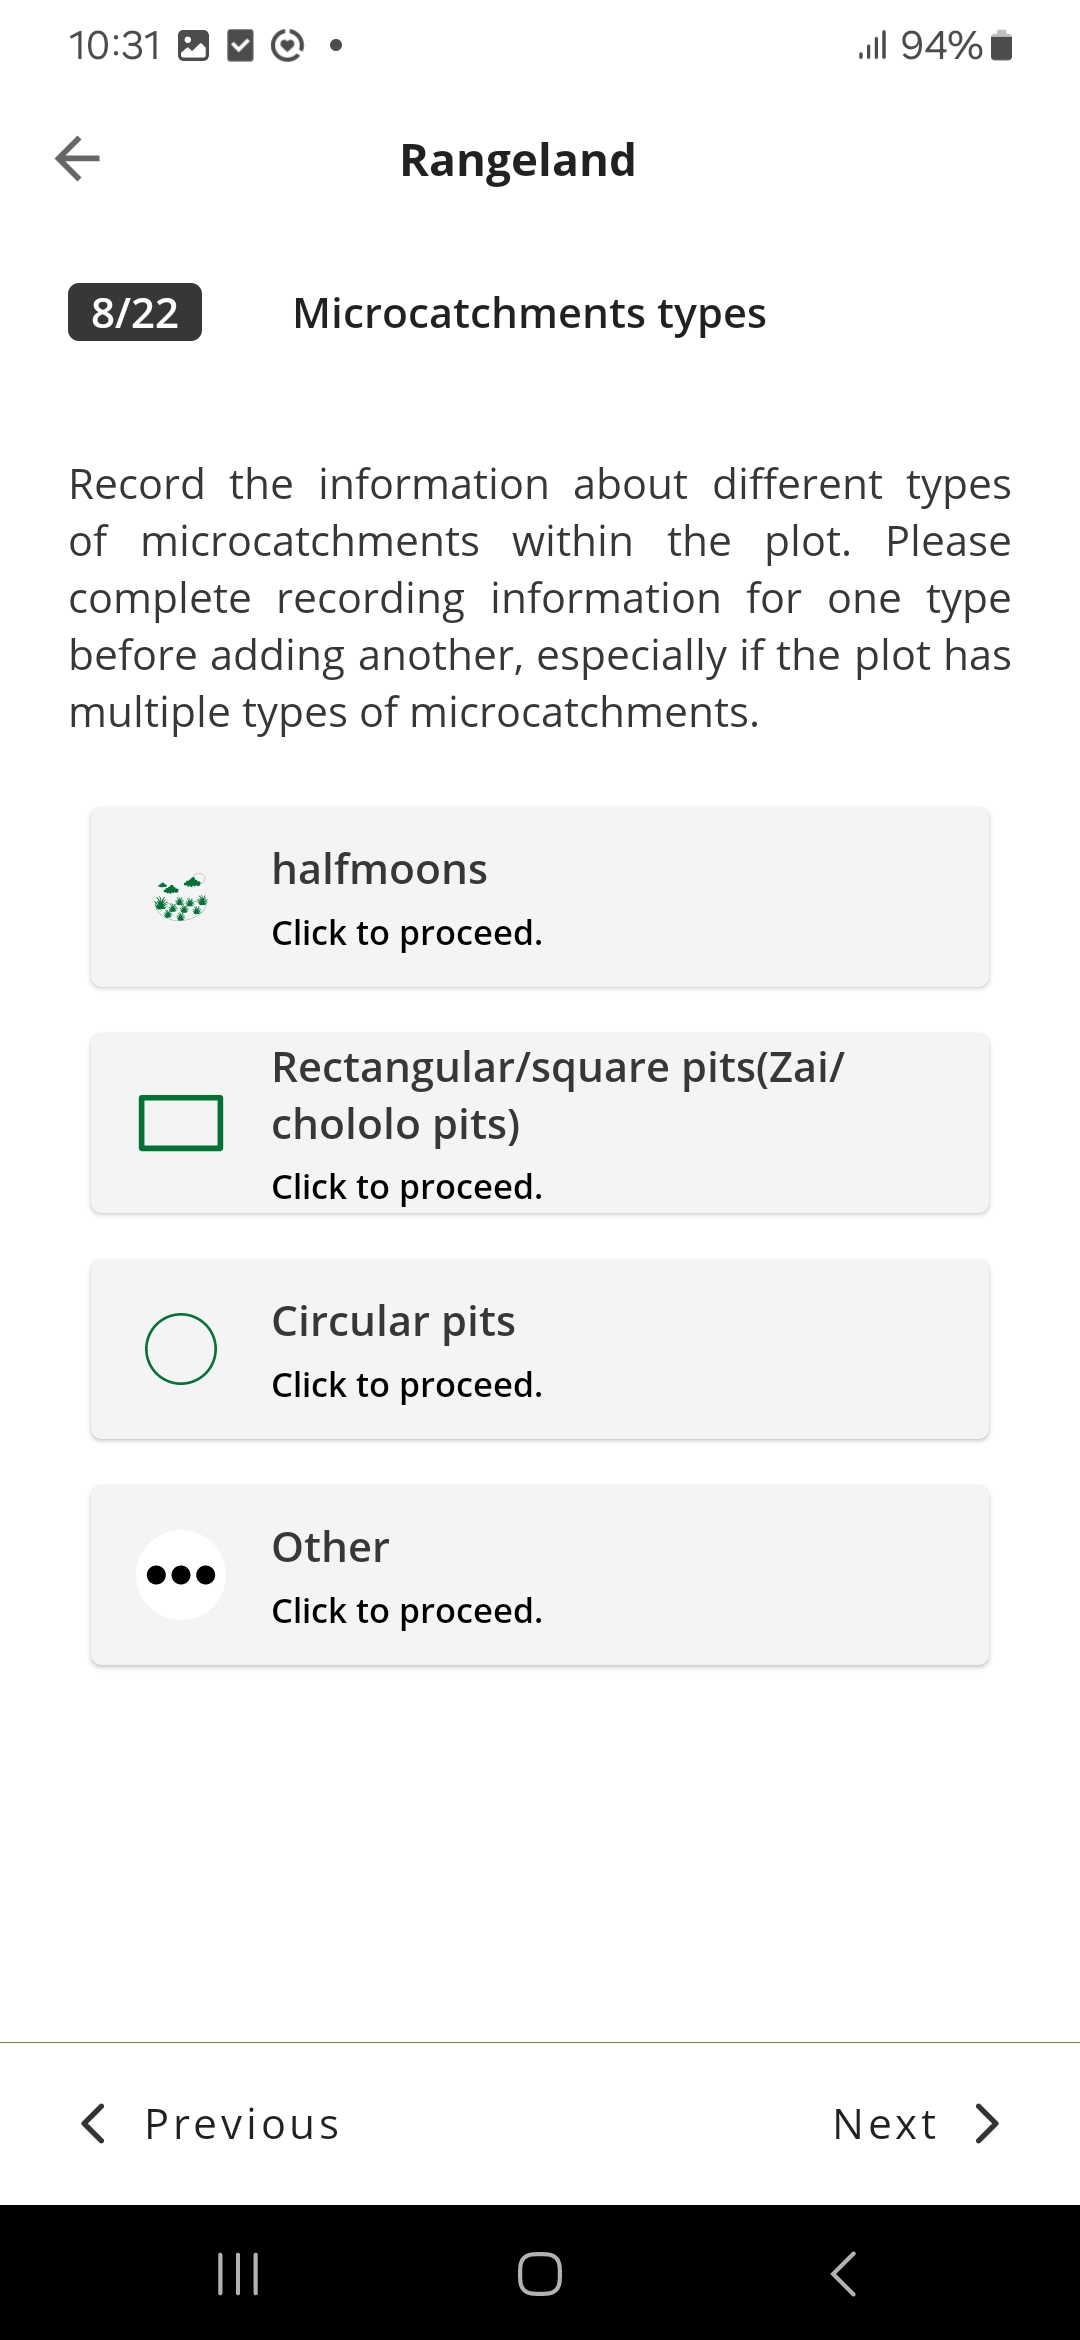 10:31
94%
Rangeland
8/22
Microcatchments types
Record the information about different types
of microcatchments within the plot. Please
complete recording information for one type
before adding another, especially if the plot has
multiple types of microcatchments.
halfmoons
Click to proceed.
Rectangular/square pits(Zai/
chololo pits)
Click to proceed.
Circular pits
Click to proceed.
Other
Click to proceed.
Previous
Next